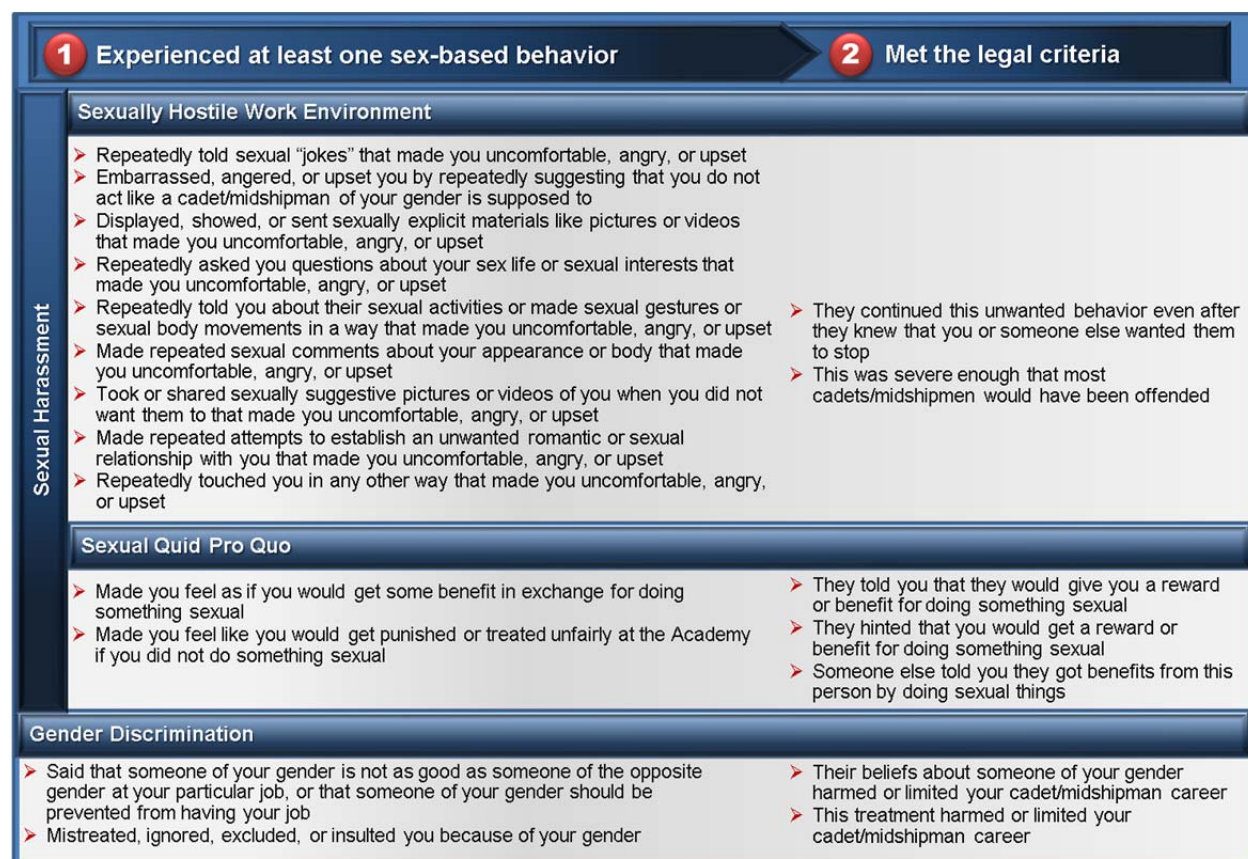 1 Experienced at least one sex-based behavior
2 Met the legal criteria
Sexual Harassment
Sexually Hostile Work Environment
➤ Repeatedly told sexual “jokes” that made you uncomfortable, angry, or upset
➤ Embarrassed, angered, or upset you by repeatedly suggesting that you do not
act like a cadet/midshipman of your gender is supposed to
➤ Displayed, showed, or sent sexually explicit materials like pictures or videos
that made you uncomfortable, angry, or upset
➤ Repeatedly asked you questions about your sex life or sexual interests that
made you uncomfortable, angry, or upset
➤ Repeatedly told you about their sexual activities or made sexual gestures or
sexual body movements in a way that made you uncomfortable, angry, or upset
➤ Made repeated sexual comments about your appearance or body that made
you uncomfortable, angry, or upset
➤ Took or shared sexually suggestive pictures or videos of you when you did not
want them to that made you uncomfortable, angry, or upset
➤ Made repeated attempts to establish an unwanted romantic or sexual
relationship with you that made you uncomfortable, angry, or upset
➤ Repeatedly touched you in any other way that made you uncomfortable, angry,
or upset
➤ They continued this unwanted behavior even after
they knew that you or someone else wanted them
to stop
➤ This was severe enough that most
cadets/midshipmen would have been offended
Sexual Quid Pro Quo
➤ Made you feel as if you would get some benefit in exchange for doing
something sexual
➤ Made you feel like you would get punished or treated unfairly at the Academy
if you did not do something sexual
➤ They told you that they would give you a reward
or benefit for doing something sexual
➤ They hinted that you would get a reward or
benefit for doing something sexual
➤ Someone else told you they got benefits from this
person by doing sexual things
Gender Discrimination
➤ Said that someone of your gender is not as good as someone of the opposite
gender at your particular job, or that someone of your gender should be
prevented from having your job
➤ Mistreated, ignored, excluded, or insulted you because of your gender
➤ Their beliefs about someone of your gender
harmed or limited your cadet/midshipman career
➤ This treatment harmed or limited your
cadet/midshipman career